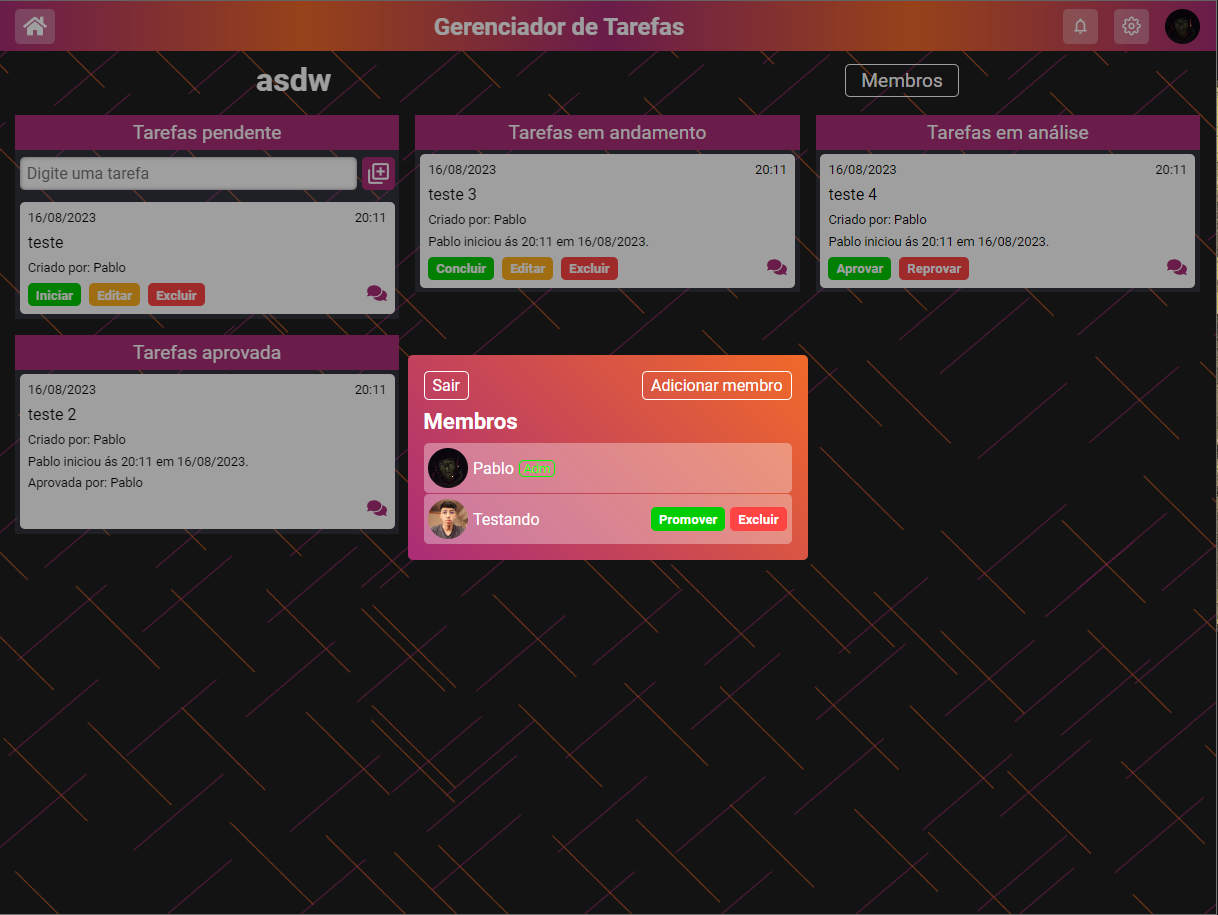 Gerenciador de Tarefas
asdw
Membros
Tarefas pendente
Digite uma tarefa
16/08/2023 20:11
teste
Criado por: Pablo
Iniciar Editar Excluir
Tarefas em andamento
16/08/2023 20:11
teste 3
Criado por: Pablo
Pablo iniciou ás 20:11 em 16/08/2023.
Concluir Editar Excluir
Tarefas em análise
16/08/2023 20:11
teste 4
Criado por: Pablo
Pablo iniciou ás 20:11 em 16/08/2023.
Aprovar Reprovar
Tarefas aprovada
16/08/2023 20:11
teste 2
Criado por: Pablo
Pablo iniciou ás 20:11 em 16/08/2023.
Aprovada por: Pablo
Sair Adicionar membro
Membros
Pablo Adm
Testando Promover Excluir